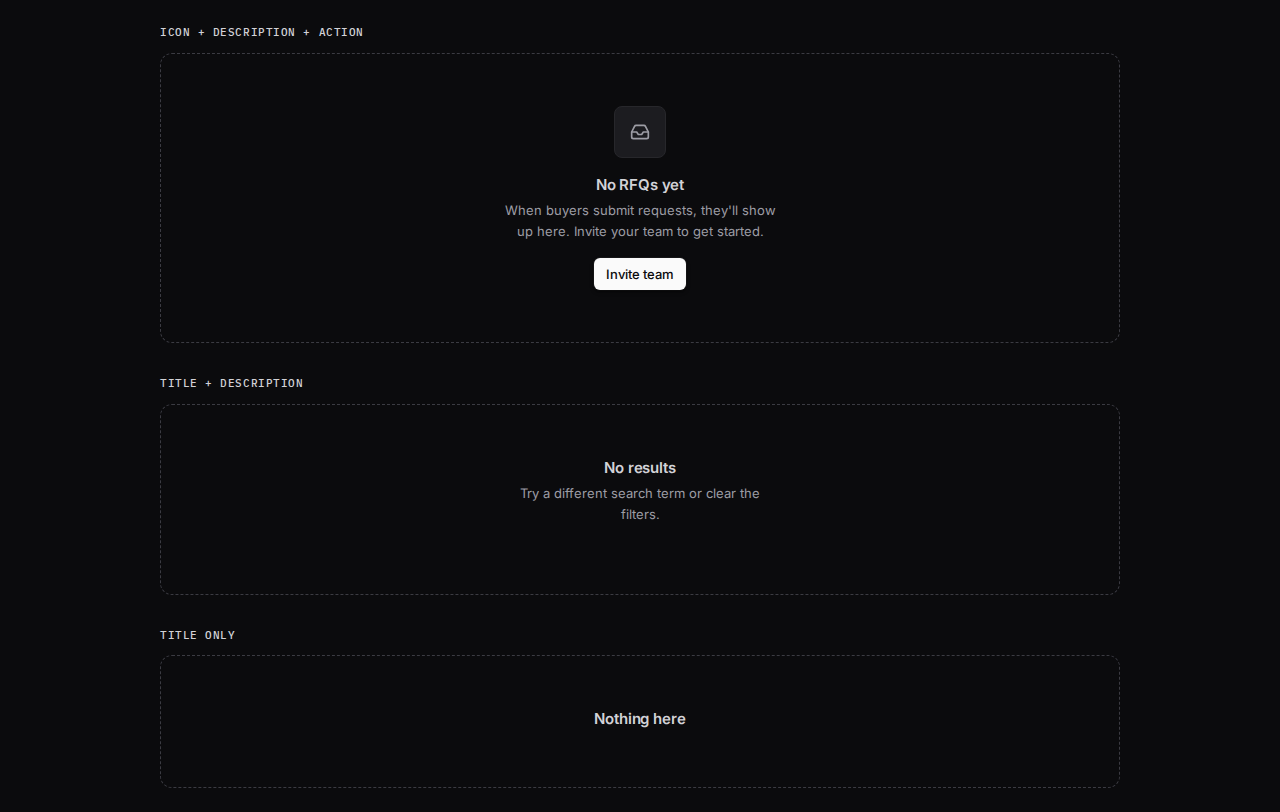 ICON + DESCRIPTION + ACTION
No RFQs yet
When buyers submit requests, they'll show
up here. Invite your team to get started.
Invite team
TITLE + DESCRIPTION
No results
Try a different search term or clear the
filters.
TITLE ONLY
Nothing here